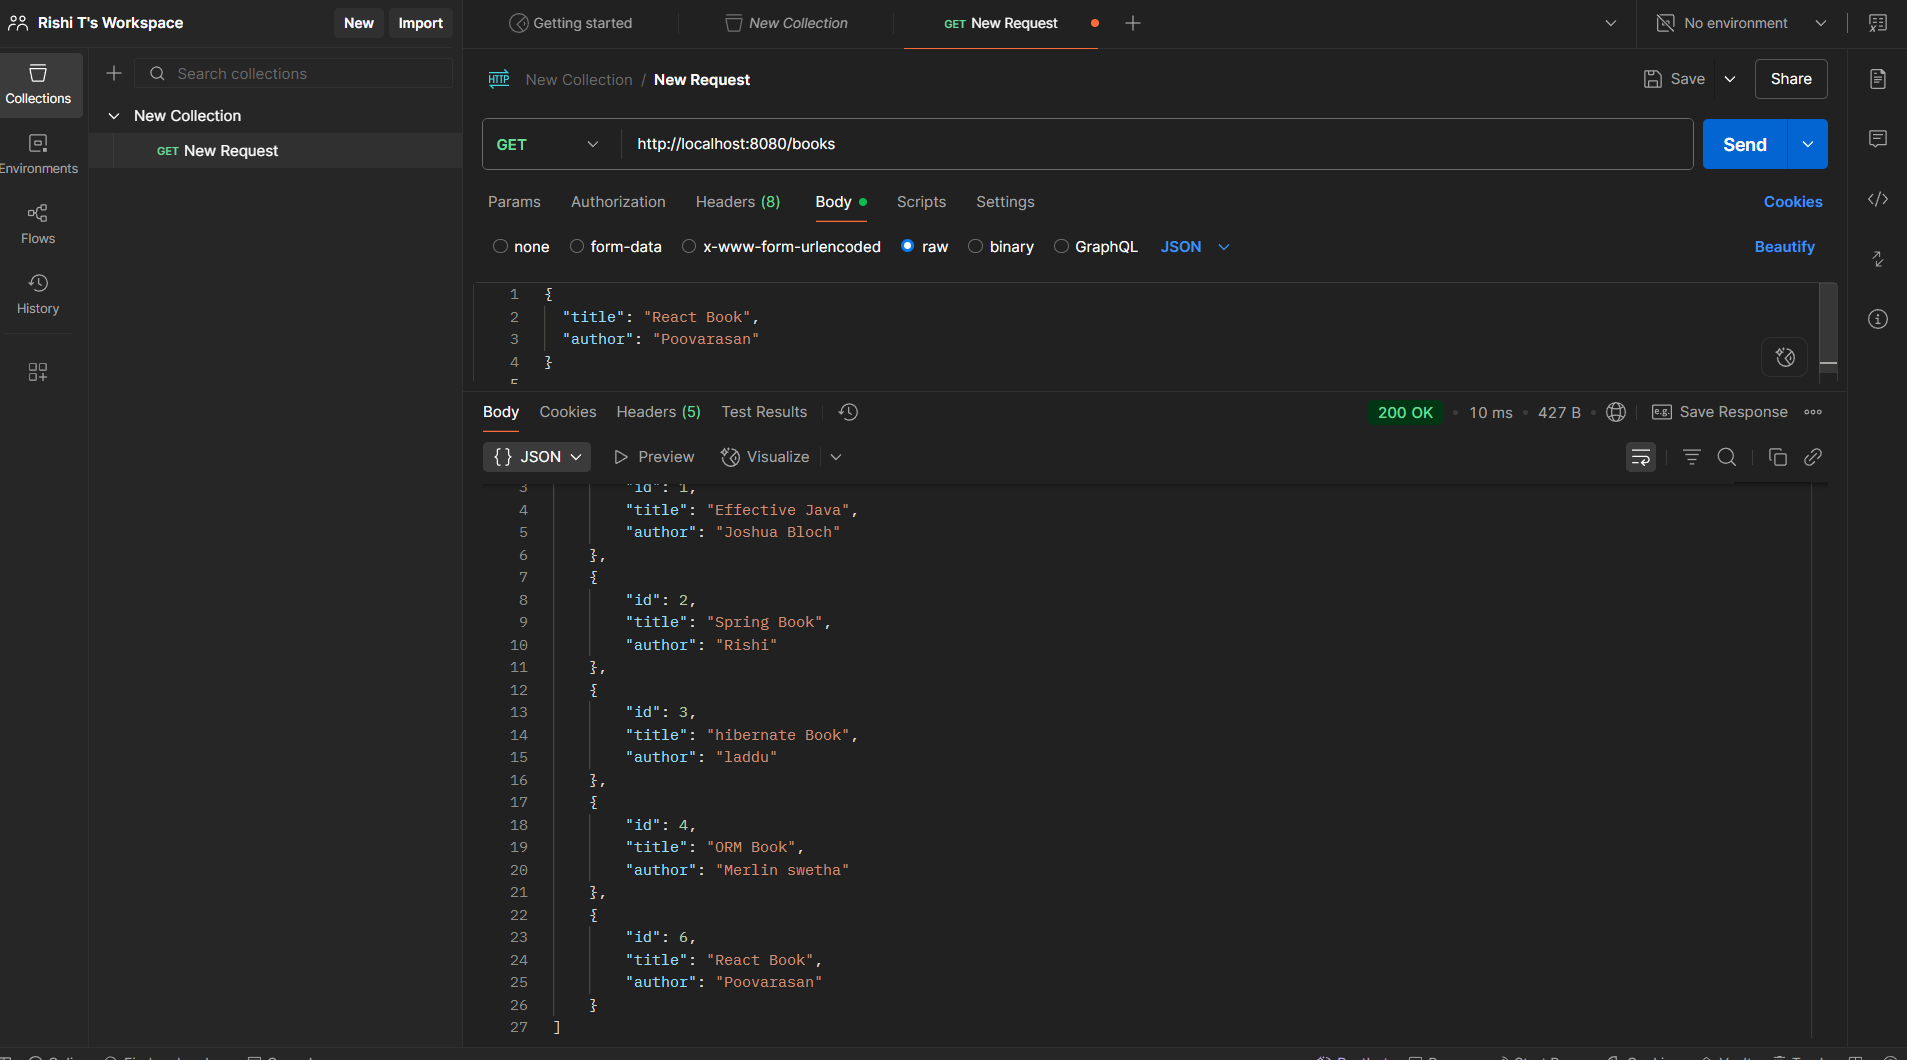 Rishi T's Workspace
New
Import
Getting started
New Collection
GET New Request
No environment
Collections
Environments
Flows
History
Search collections
New Collection
GET New Request
HTTP New Collection / New Request
Save
Share
GET http://localhost:8080/books
Send
Params Authorization Headers (8) Body Scripts Settings
Cookies
none form-data x-www-form-urlencoded raw binary GraphQL JSON
Beautify
1 {
2 "title": "React Book",
3 "author": "Poovarasan"
4 }
5
Body Cookies Headers (5) Test Results
200 OK • 10 ms • 427 B
e.g. Save Response
{} JSON Preview Visualize
3 "id": 1,
4 "title": "Effective Java",
5 "author": "Joshua Bloch"
6 },
7 {
8 "id": 2,
9 "title": "Spring Book",
10 "author": "Rishi"
11 },
12 {
13 "id": 3,
14 "title": "hibernate Book",
15 "author": "laddu"
16 },
17 {
18 "id": 4,
19 "title": "ORM Book",
20 "author": "Merlin swetha"
21 },
22 {
23 "id": 6,
24 "title": "React Book",
25 "author": "Poovarasan"
26 }
27 ]